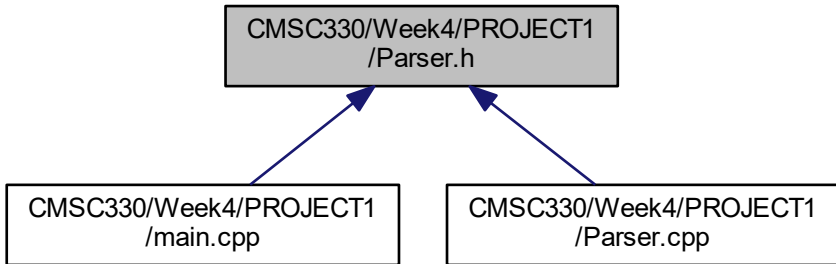 CMSC330/Week4/PROJECT1
/Parser.h
CMSC330/Week4/PROJECT1
/main.cpp
CMSC330/Week4/PROJECT1
/Parser.cpp